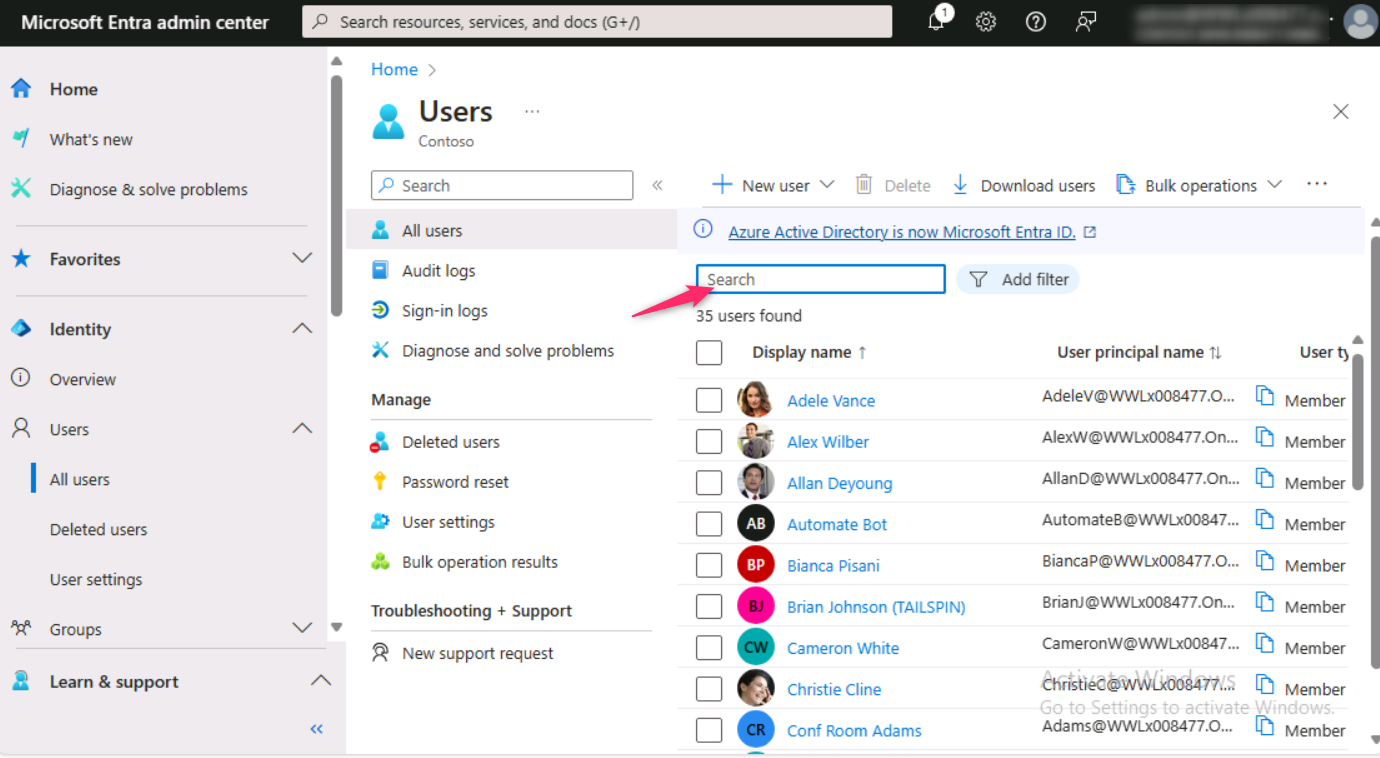 Microsoft Entra admin center
Search resources, services, and docs (G+/)
1
Home
What's new
Diagnose & solve problems
Favorites
Identity
Overview
Users
All users
Deleted users
User settings
Groups
Learn & support
Home
Users
Contoso
Search
All users
Audit logs
Sign-in logs
Diagnose and solve problems
Manage
Deleted users
Password reset
User settings
Bulk operation results
Troubleshooting + Support
New support request
New user
Delete
Download users
Bulk operations
Azure Active Directory is now Microsoft Entra ID.
Search
Add filter
35 users found
Display name ↑ User principal name ↑↓ User ty
Adele Vance AdeleV@WWLx008477.O... Member
Alex Wilber AlexW@WWLx008477.On... Member
Allan Deyoung AllanD@WWLx008477.On... Member
AB Automate Bot AutomateB@WWLx00847... Member
BP Bianca Pisani BiancaP@WWLx008477.O... Member
BJ Brian Johnson (TAILSPIN) BrianJ@WWLx008477.On... Member
CW Cameron White CameronW@WWLx00847... Member
Christie Cline ChristieC@WWLx008477.... Member
CR Conf Room Adams Adams@WWLx008477.O... Member
Activate Windows
Go to Settings to activate Windows.